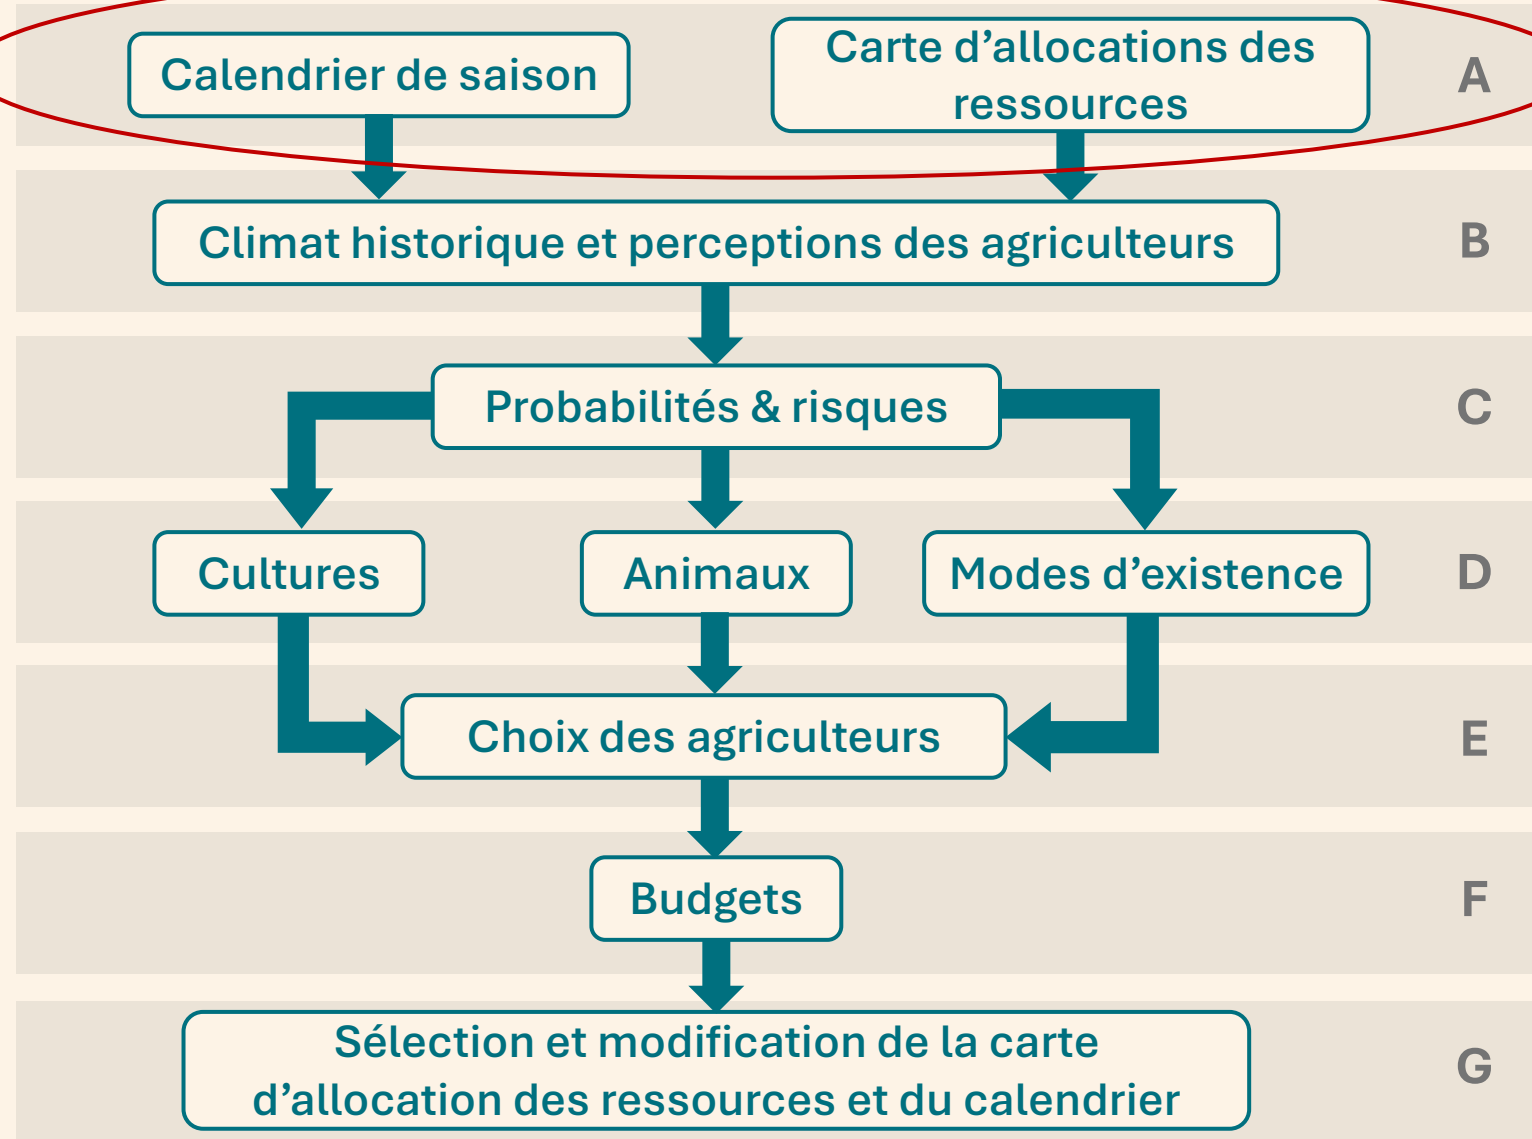 Calendrier de saison
Carte d’allocations des
ressources
A
Climat historique et perceptions des agriculteurs
B
Probabilités & risques
C
Cultures
Animaux
Modes d’existence
D
Choix des agriculteurs
E
Budgets
F
Sélection et modification de la carte
d’allocation des ressources et du calendrier
G